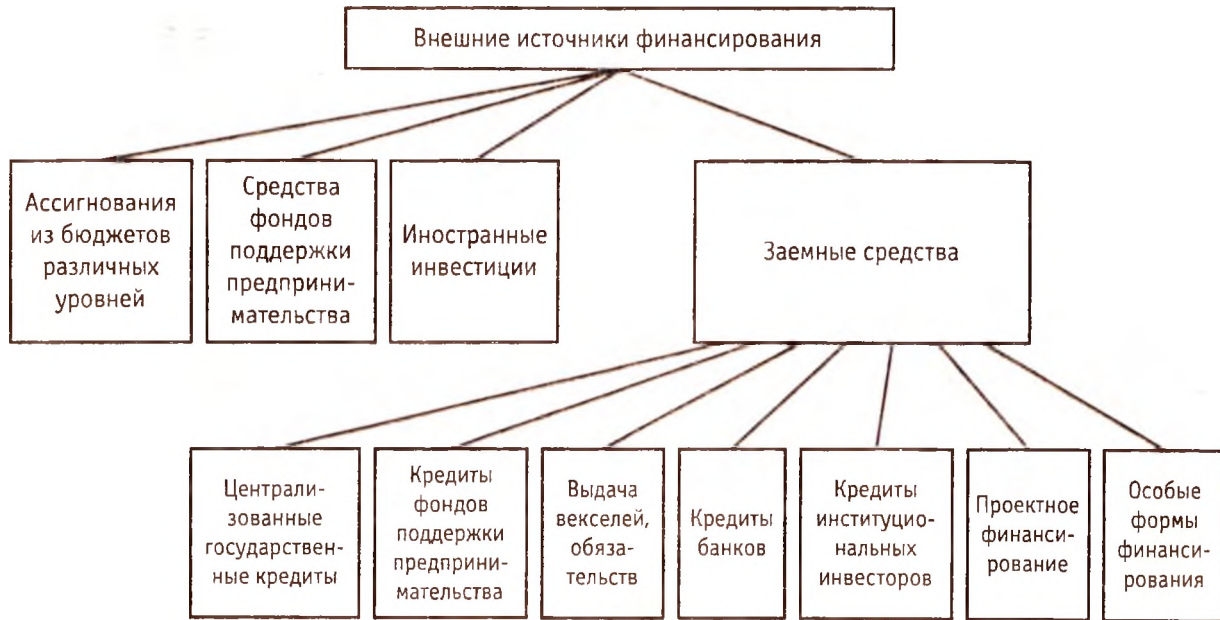 Внешние источники финансирования
Ассигнования
из бюджетов
различных
уровней
Средства
фондов
поддержки
предприни-
мательства
Иностранные
инвестиции
Заемные средства
Централи-
зованные
государствен-
ные кредиты
Кредиты
фондов
поддержки
предприни-
мательства
Выдача
векселей,
обяза-
тельств
Кредиты
банков
Кредиты
институцио-
нальных
инвесторов
Проектное
финанси-
рование
Особые
формы
финанси-
рования